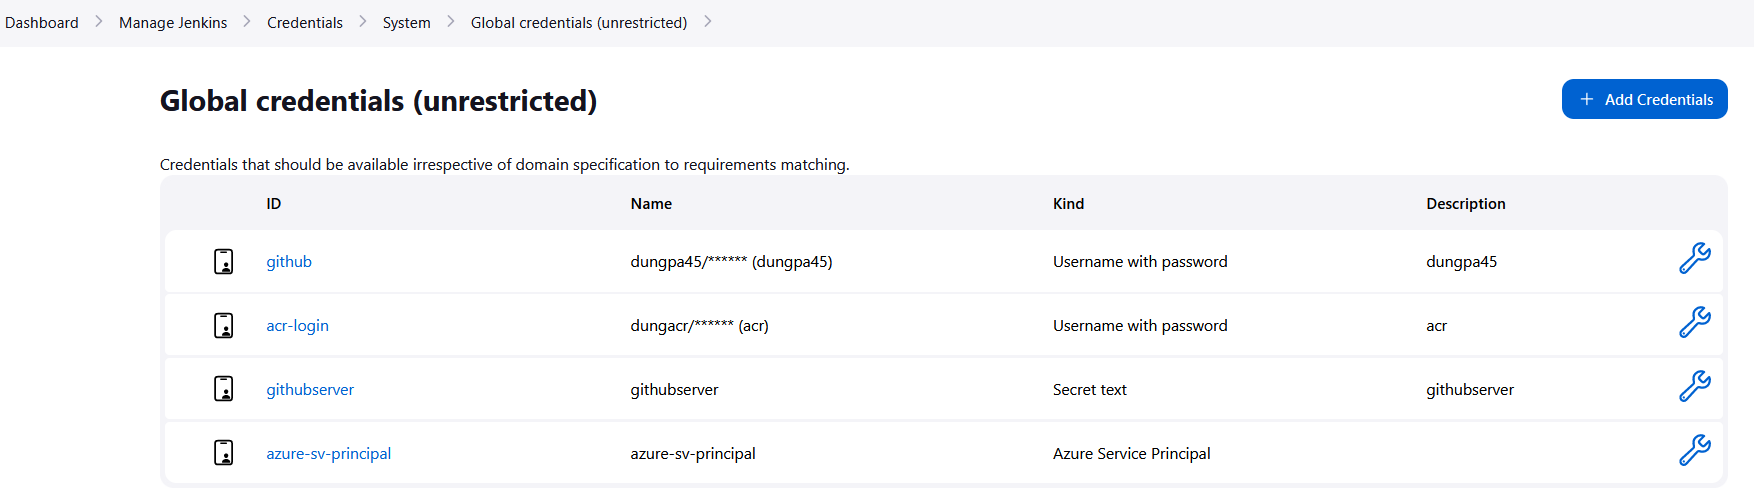 Dashboard > Manage Jenkins > Credentials > System > Global credentials (unrestricted) >
Global credentials (unrestricted)
+ Add Credentials
Credentials that should be available irrespective of domain specification to requirements matching.
ID Name Kind Description
github dungpa45/****** (dungpa45) Username with password dungpa45
acr-login dungacr/****** (acr) Username with password acr
githubserver githubserver Secret text githubserver
azure-sv-principal azure-sv-principal Azure Service Principal